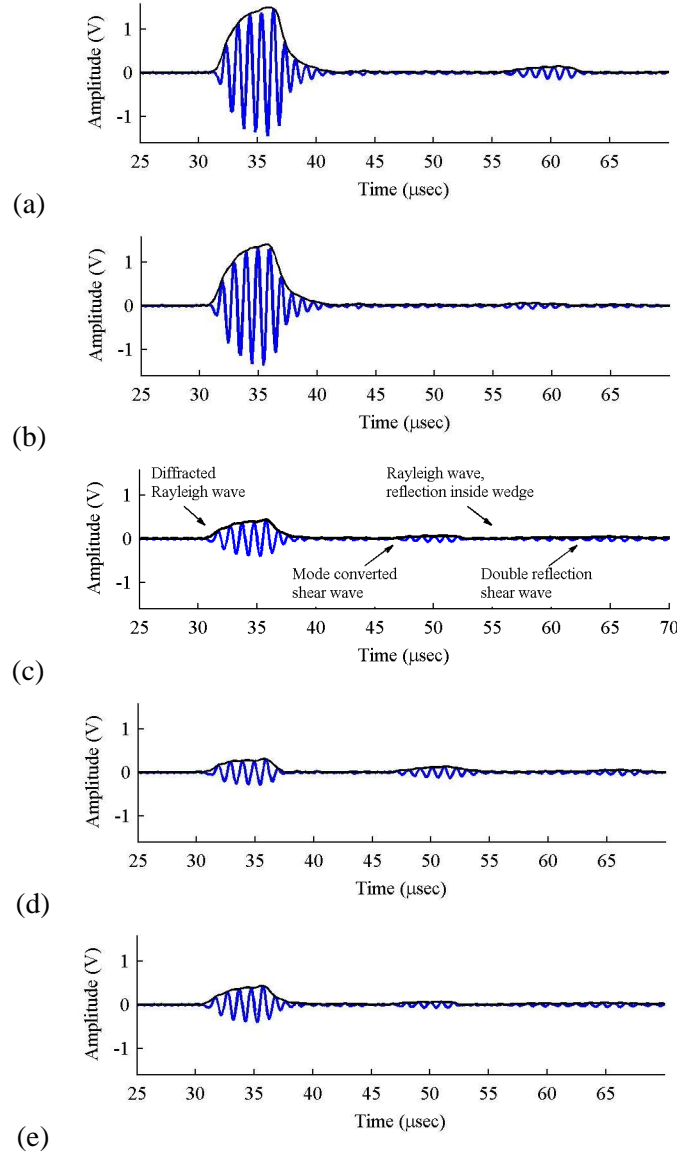 Amplitude (V)
1
0
-1
25 30 35 40 45 50 55 60 65
Time (μsec)
(a)
Amplitude (V)
1
0
-1
25 30 35 40 45 50 55 60 65
Time (μsec)
(b)
Amplitude (V)
1
0
-1
Diffracted
Rayleigh wave
Rayleigh wave,
reflection inside wedge
Mode converted
shear wave
Double reflection
shear wave
25 30 35 40 45 50 55 60 65 70
Time (μsec)
(c)
Amplitude (V)
1
0
-1
25 30 35 40 45 50 55 60 65
Time (μsec)
(d)
Amplitude (V)
1
0
-1
25 30 35 40 45 50 55 60 65
Time (μsec)
(e)